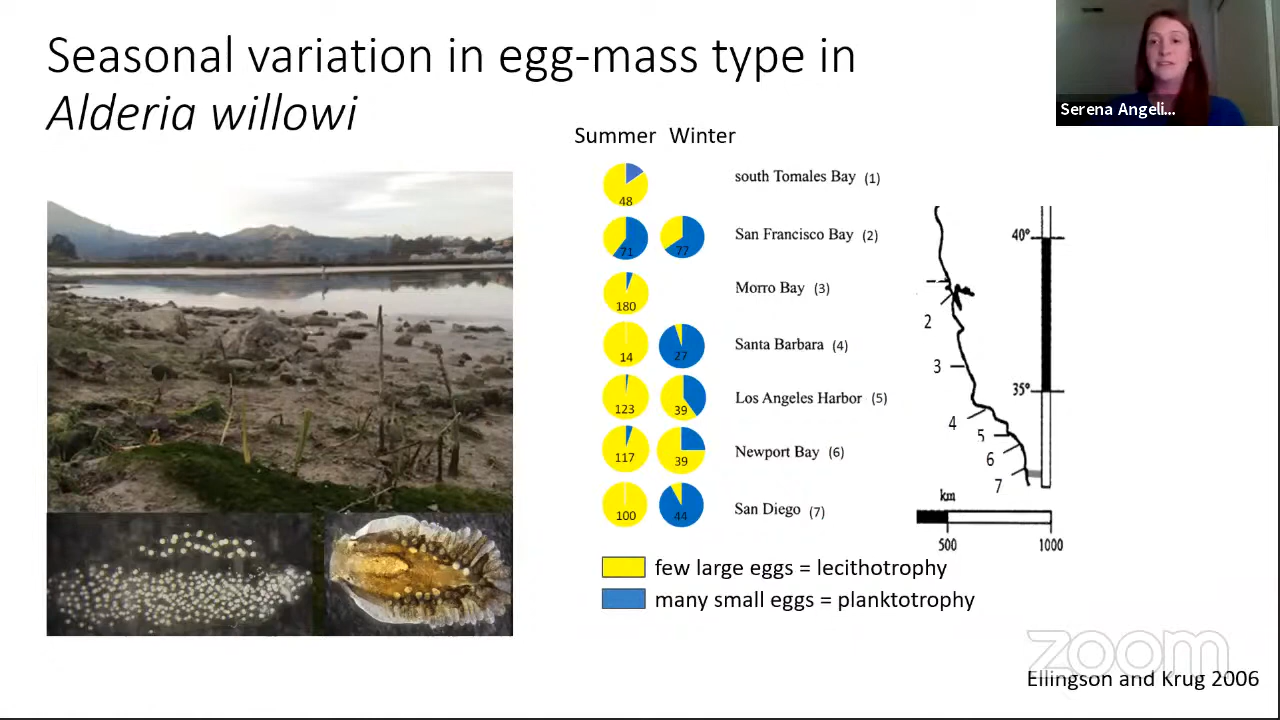 Seasonal variation in egg-mass type in
Alderia willowi
Serena Angeli...
Summer Winter
48
south Tomales Bay (1)
71
77
San Francisco Bay (2)
180
Morro Bay (3)
14
27
Santa Barbara (4)
123
39
Los Angeles Harbor (5)
117
39
Newport Bay (6)
100
44
San Diego (7)
40°
2
3
35°
4
5
6
7
km
500
1000
few large eggs = lecithotrophy
many small eggs = planktotrophy
zoom
Ellingson and Krug 2006